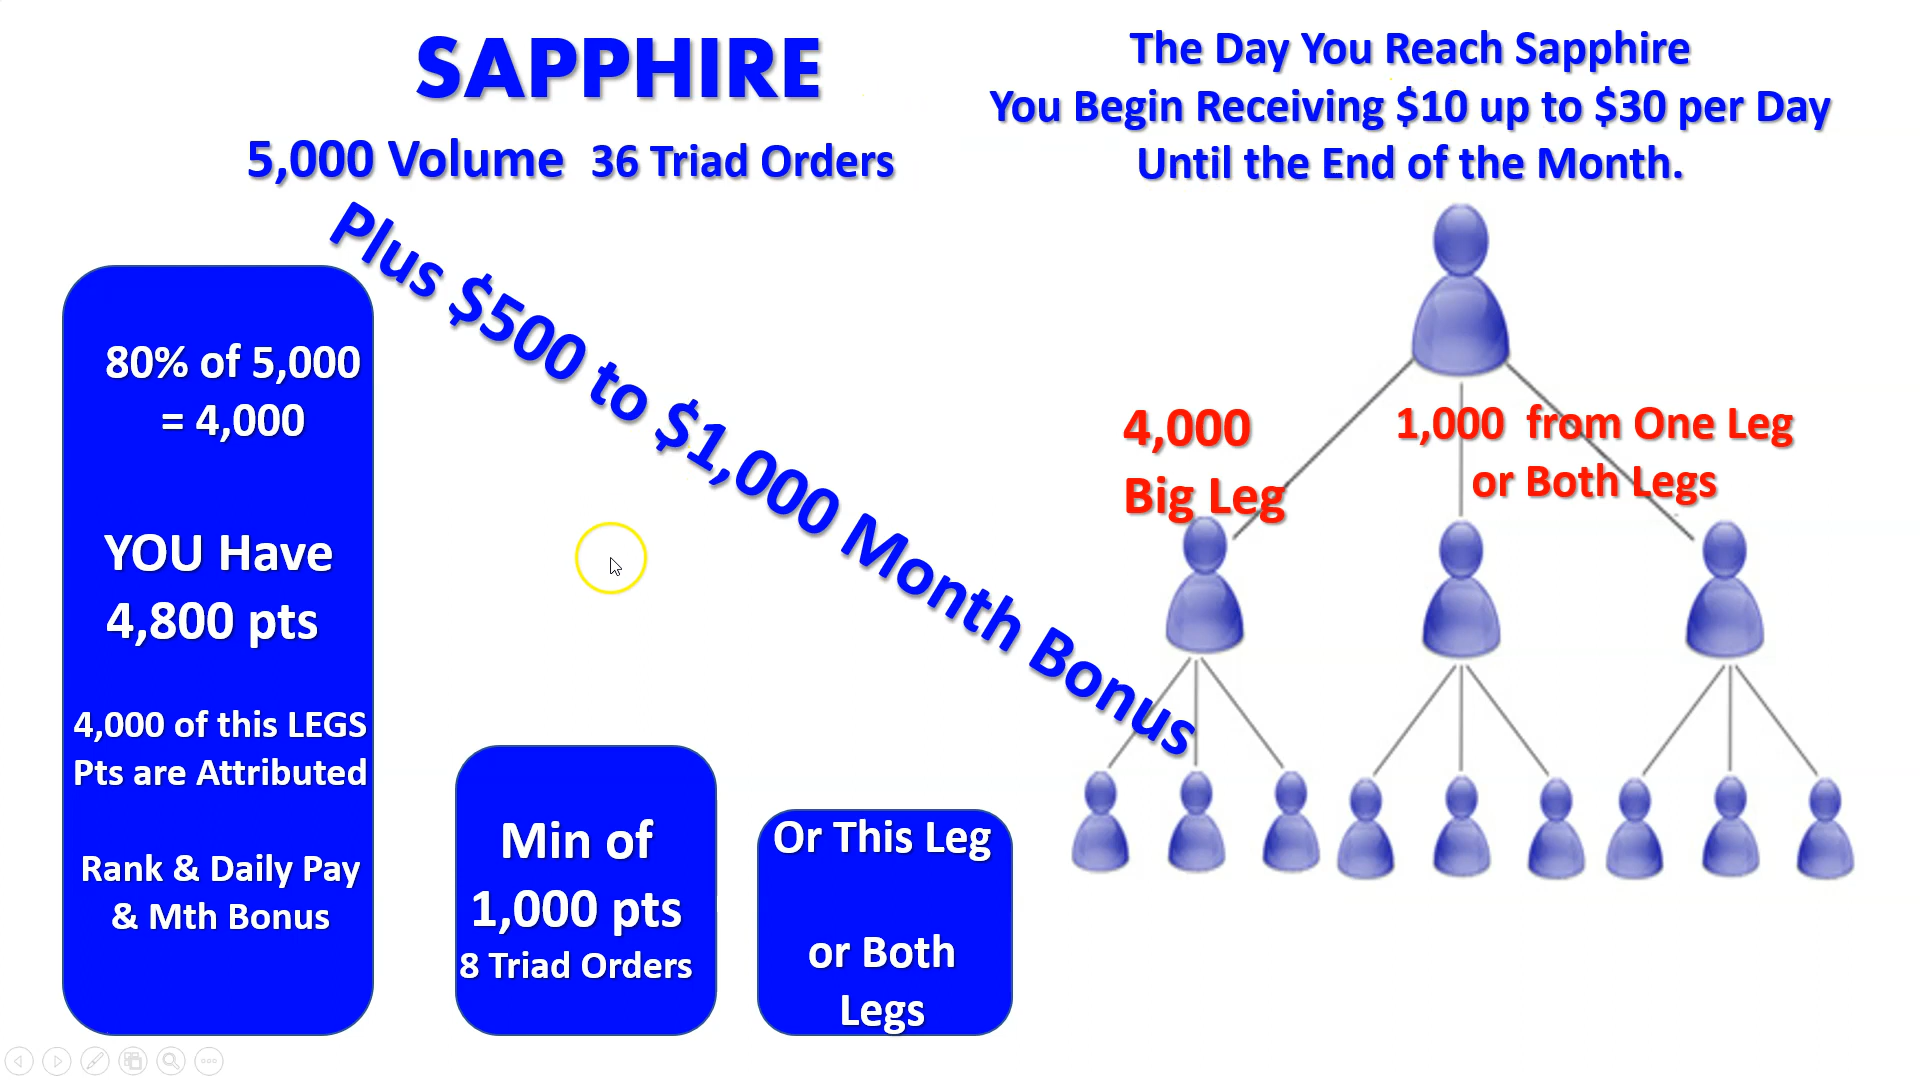 SAPPHIRE
5,000 Volume 36 Triad Orders
The Day You Reach Sapphire
You Begin Receiving $10 up to $30 per Day
Until the End of the Month.
Plus $500 to $1,000 Month Bonus
80% of 5,000
= 4,000
YOU Have
4,800 pts
4,000 of this LEGS
Pts are Attributed
Rank & Daily Pay
& Mth Bonus
Min of
1,000 pts
8 Triad Orders
Or This Leg
or Both
Legs
4,000
Big Leg
1,000 from One Leg
or Both Legs